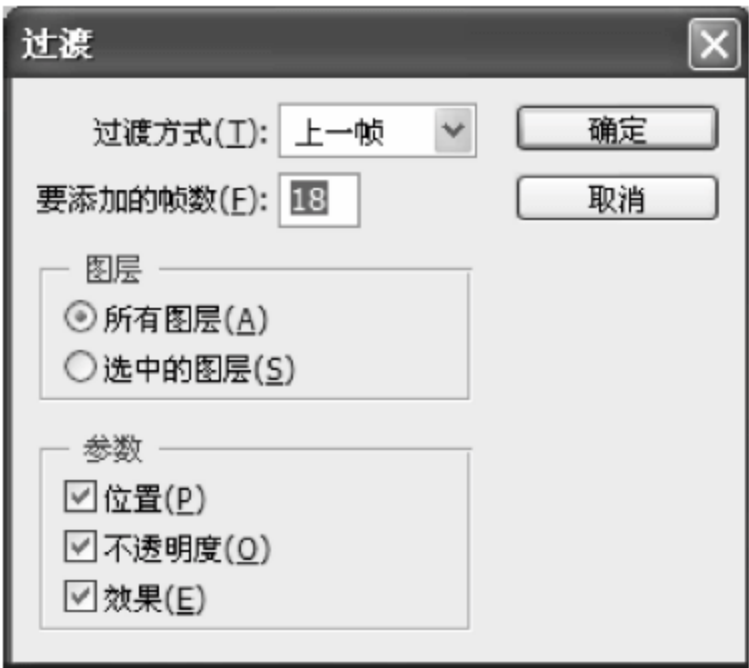 过渡
过渡方式(T): 上一帧 确定
要添加的帧数(F): 18 取消
图层
所有图层(A)
选中的图层(S)
参数
位置(P)
不透明度(O)
效果(E)